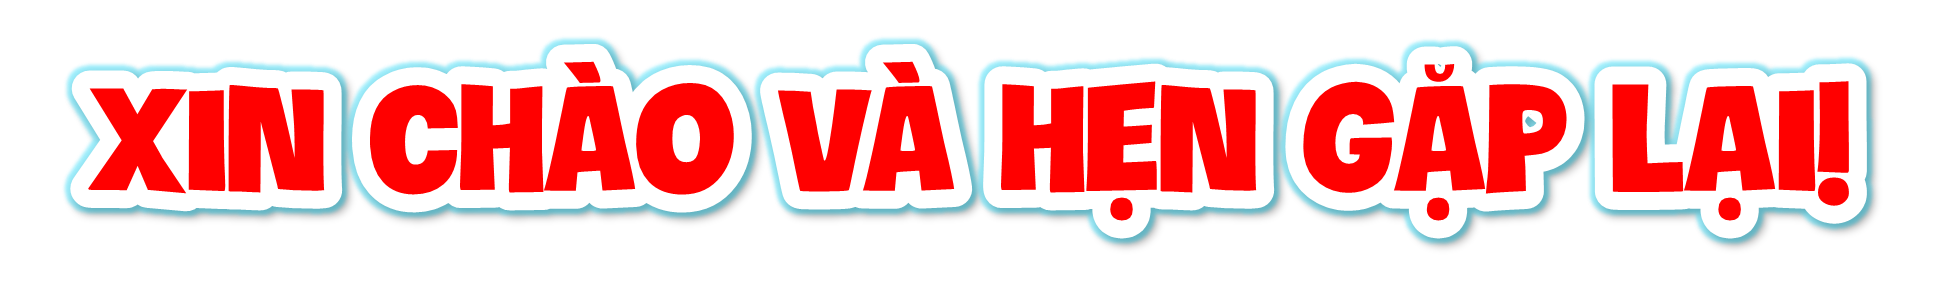 XIN CHÀO VÀ HẸN GẶP LẠI!